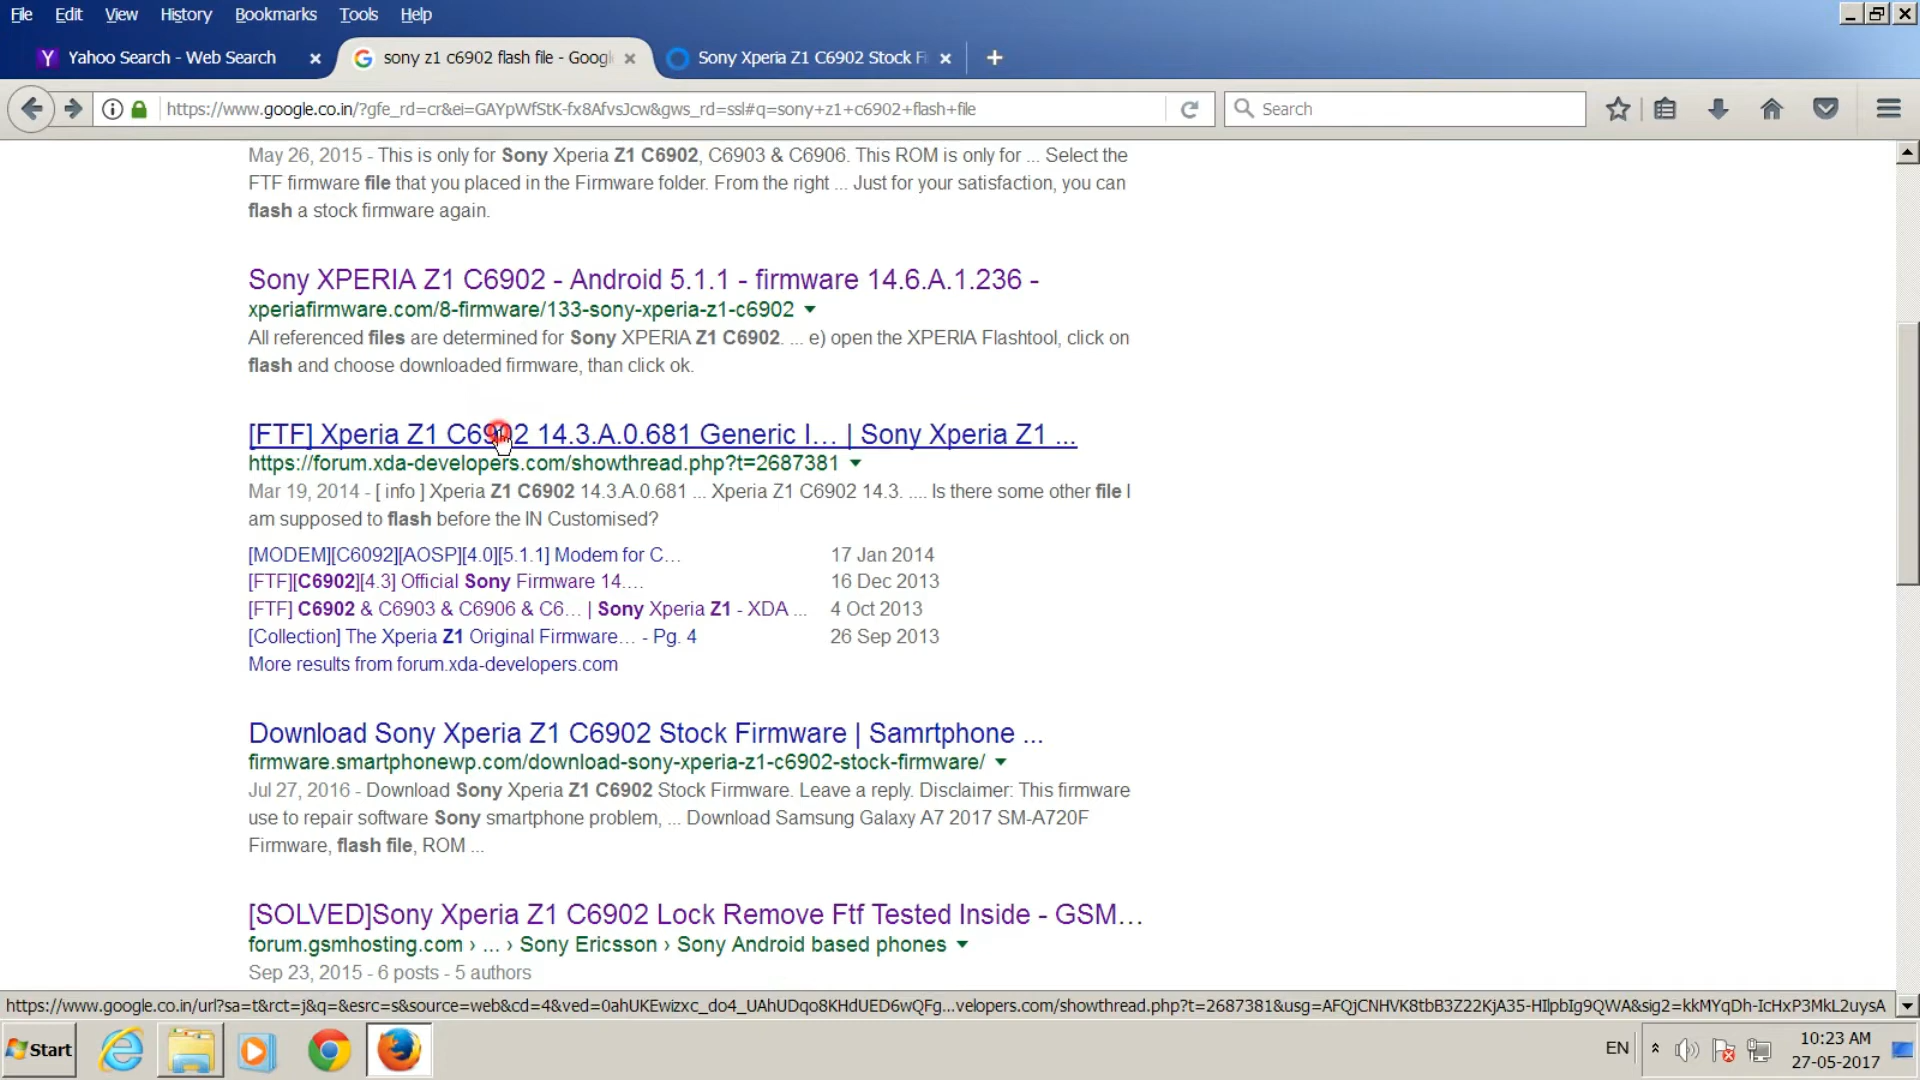 File Edit View History Bookmarks Tools Help
Yahoo Search - Web Search
sony z1 c6902 flash file - Googl
Sony Xperia Z1 C6902 Stock Fi
https://www.google.co.in/?gfe_rd=cr&ei=GAYpWfStK-fx8AfvsJcw&gws_rd=ssl#q=sony+z1+c6902+flash+file
Search
May 26, 2015 - This is only for Sony Xperia Z1 C6902, C6903 & C6906. This ROM is only for ... Select the
FTF firmware file that you placed in the Firmware folder. From the right ... Just for your satisfaction, you can
flash a stock firmware again.
Sony XPERIA Z1 C6902 - Android 5.1.1 - firmware 14.6.A.1.236 -
xperiafirmware.com/8-firmware/133-sony-xperia-z1-c6902
All referenced files are determined for Sony XPERIA Z1 C6902. ... e) open the XPERIA Flashtool, click on
flash and choose downloaded firmware, than click ok.
[FTF] Xperia Z1 C6902 14.3.A.0.681 Generic I... | Sony Xperia Z1 ...
https://forum.xda-developers.com/showthread.php?t=2687381
Mar 19, 2014 - [ info ] Xperia Z1 C6902 14.3.A.0.681 ... Xperia Z1 C6902 14.3. .... Is there some other file I
am supposed to flash before the IN Customised?
[MODEM][C6092][AOSP][4.0][5.1.1] Modem for C... 17 Jan 2014
[FTF][C6902][4.3] Official Sony Firmware 14.... 16 Dec 2013
[FTF] C6902 & C6903 & C6906 & C6... | Sony Xperia Z1 - XDA ... 4 Oct 2013
[Collection] The Xperia Z1 Original Firmware... - Pg. 4 26 Sep 2013
More results from forum.xda-developers.com
Download Sony Xperia Z1 C6902 Stock Firmware | Samrtphone ...
firmware.smartphonewp.com/download-sony-xperia-z1-c6902-stock-firmware/
Jul 27, 2016 - Download Sony Xperia Z1 C6902 Stock Firmware. Leave a reply. Disclaimer: This firmware
use to repair software Sony smartphone problem, ... Download Samsung Galaxy A7 2017 SM-A720F
Firmware, flash file, ROM ...
[SOLVED]Sony Xperia Z1 C6902 Lock Remove Ftf Tested Inside - GSM...
forum.gsmhosting.com › ... › Sony Ericsson › Sony Android based phones
Sep 23, 2015 - 6 posts - 5 authors
https://www.google.co.in/url?sa=t&rct=j&q=&esrc=s&source=web&cd=4&ved=0ahUKEwizxc_do4_UAhUDqo8KHdUED6wQFg...velopers.com/showthread.php?t=2687381&usg=AFQjCNHVK8tbB3Z22KjA35-HIlpbIg9QWA&sig2=kkMYqDh-IcHxP3MkL2uysA
Start
EN
10:23 AM
27-05-2017